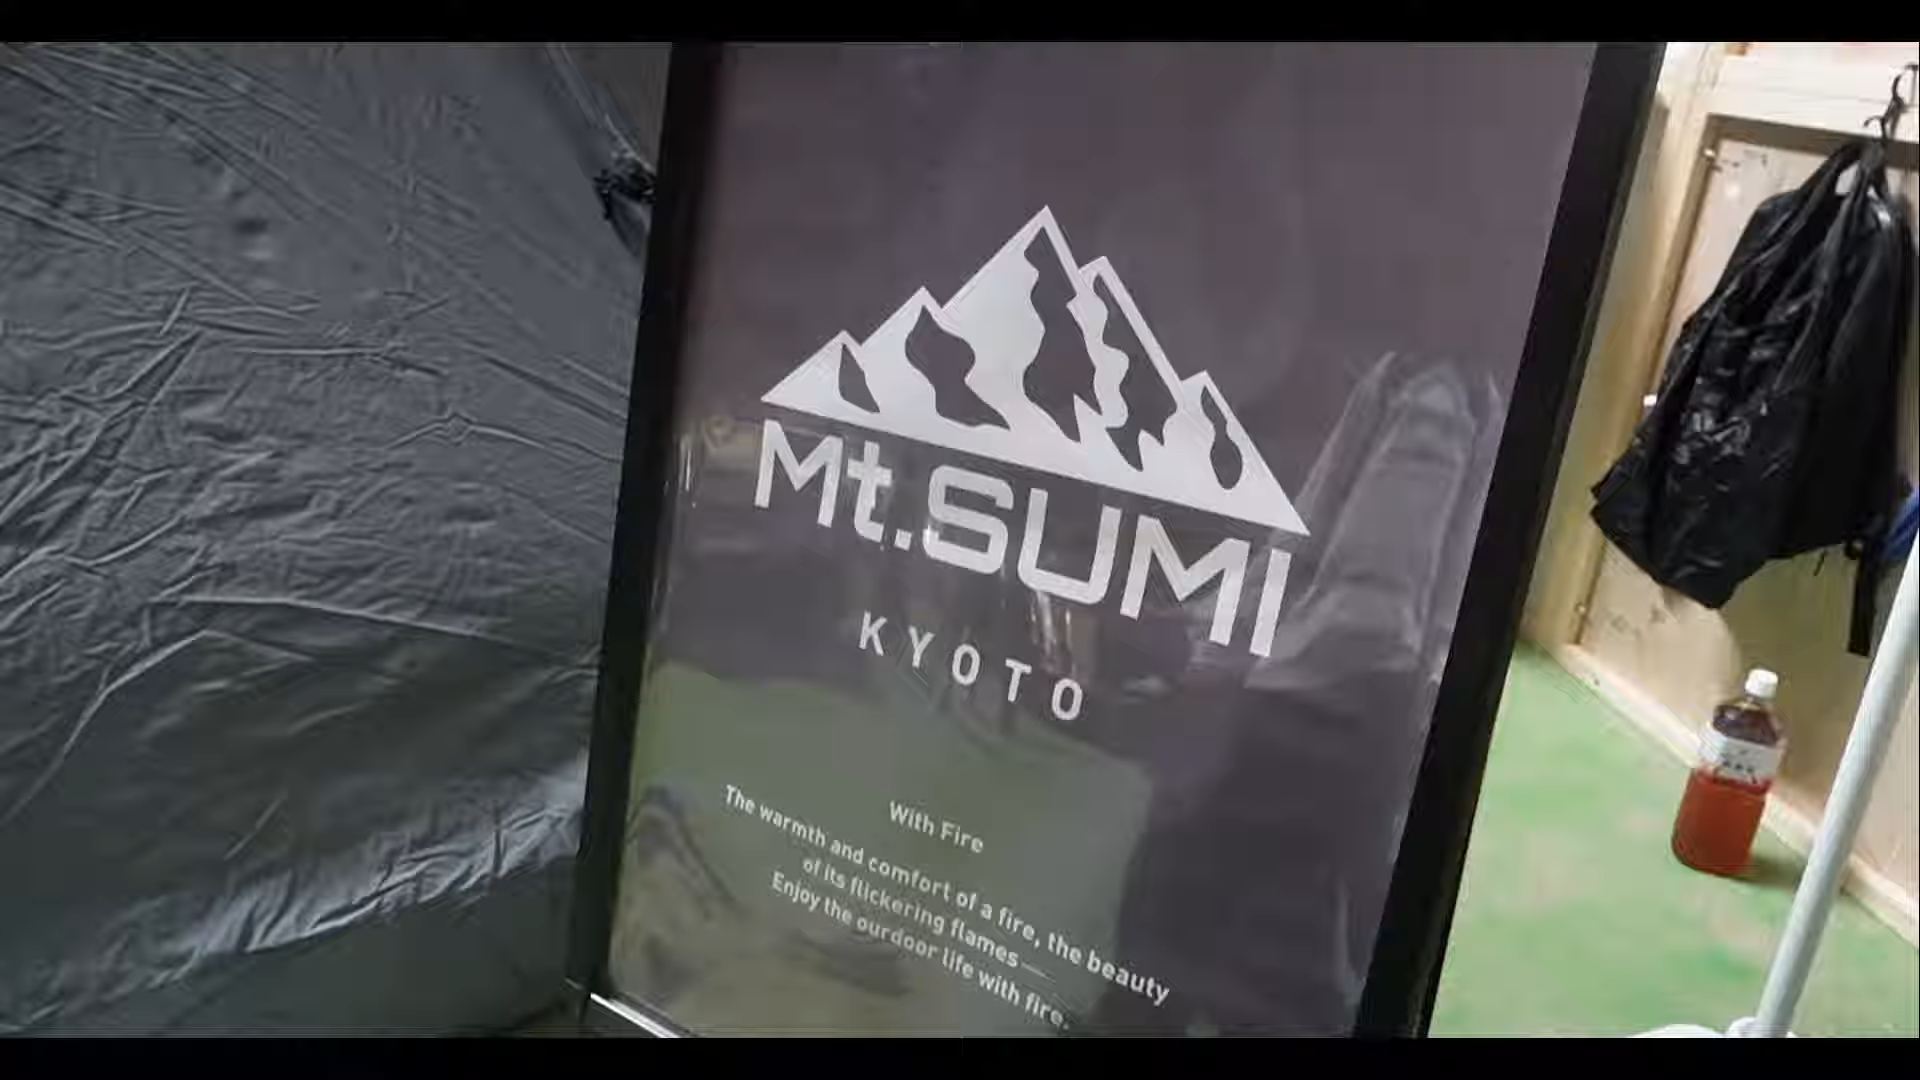 Mt.SUMI
KYOTO
With Fire
The warmth and comfort of a fire, the beauty
of its flickering flames—
Enjoy the ourdoor life with fire.